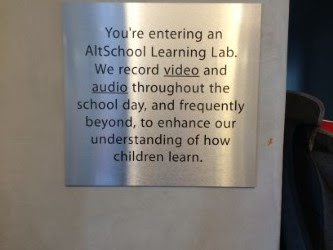 You're entering an
AltSchool Learning Lab.
We record video and
audio throughout the
school day, and frequently
beyond, to enhance our
understanding of how
children learn.